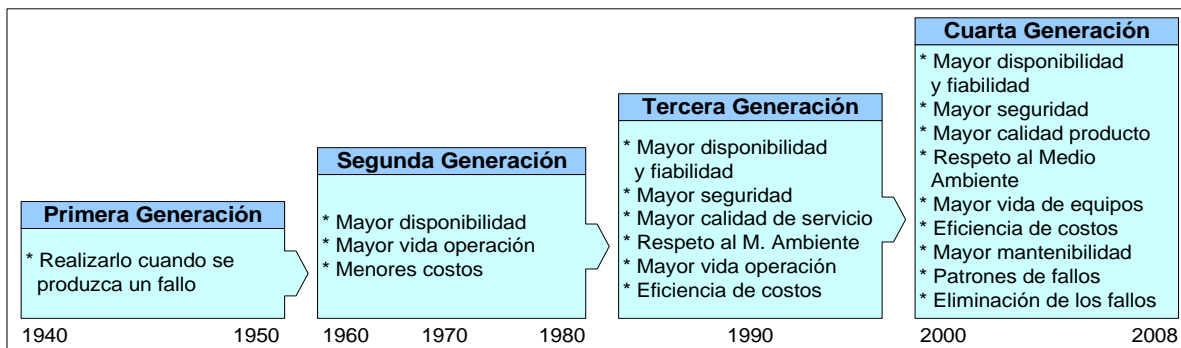 Primera Generación
* Realizarlo cuando se
produzca un fallo
Segunda Generación
* Mayor disponibilidad
* Mayor vida operación
* Menores costos
Tercera Generación
* Mayor disponibilidad
y fiabilidad
* Mayor seguridad
* Mayor calidad de servicio
* Respeto al M. Ambiente
* Mayor vida operación
* Eficiencia de costos
Cuarta Generación
* Mayor disponibilidad
y fiabilidad
* Mayor seguridad
* Mayor calidad producto
* Respeto al Medio
Ambiente
* Mayor vida de equipos
* Eficiencia de costos
* Mayor mantenibilidad
* Patrones de fallos
* Eliminación de los fallos
1940 1950 1960 1970 1980 1990 2000 2008